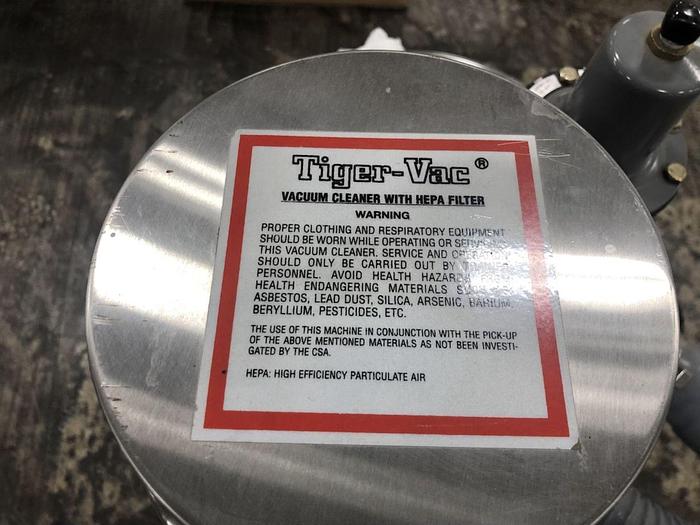 Tiger-Vac®
VACUUM CLEANER WITH HEPA FILTER
WARNING
PROPER CLOTHING AND RESPIRATORY EQUIPMENT
SHOULD BE WORN WHILE OPERATING OR
THIS VACUUM CLEANER. SERVICE AND
SHOULD ONLY BE CARRIED OUT BY
PERSONNEL. AVOID HEALTH
HEALTH ENDANGERING MATERIALS
ASBESTOS, LEAD DUST, SILICA, ARSENIC, BARIUM,
BERYLLIUM, PESTICIDES, ETC.
THE USE OF THIS MACHINE IN CONJUNCTION WITH THE PICK-UP
OF THE ABOVE MENTIONED MATERIALS AS NOT BEEN INVESTI-
GATED BY THE CSA.
HEPA: HIGH EFFICIENCY PARTICULATE AIR